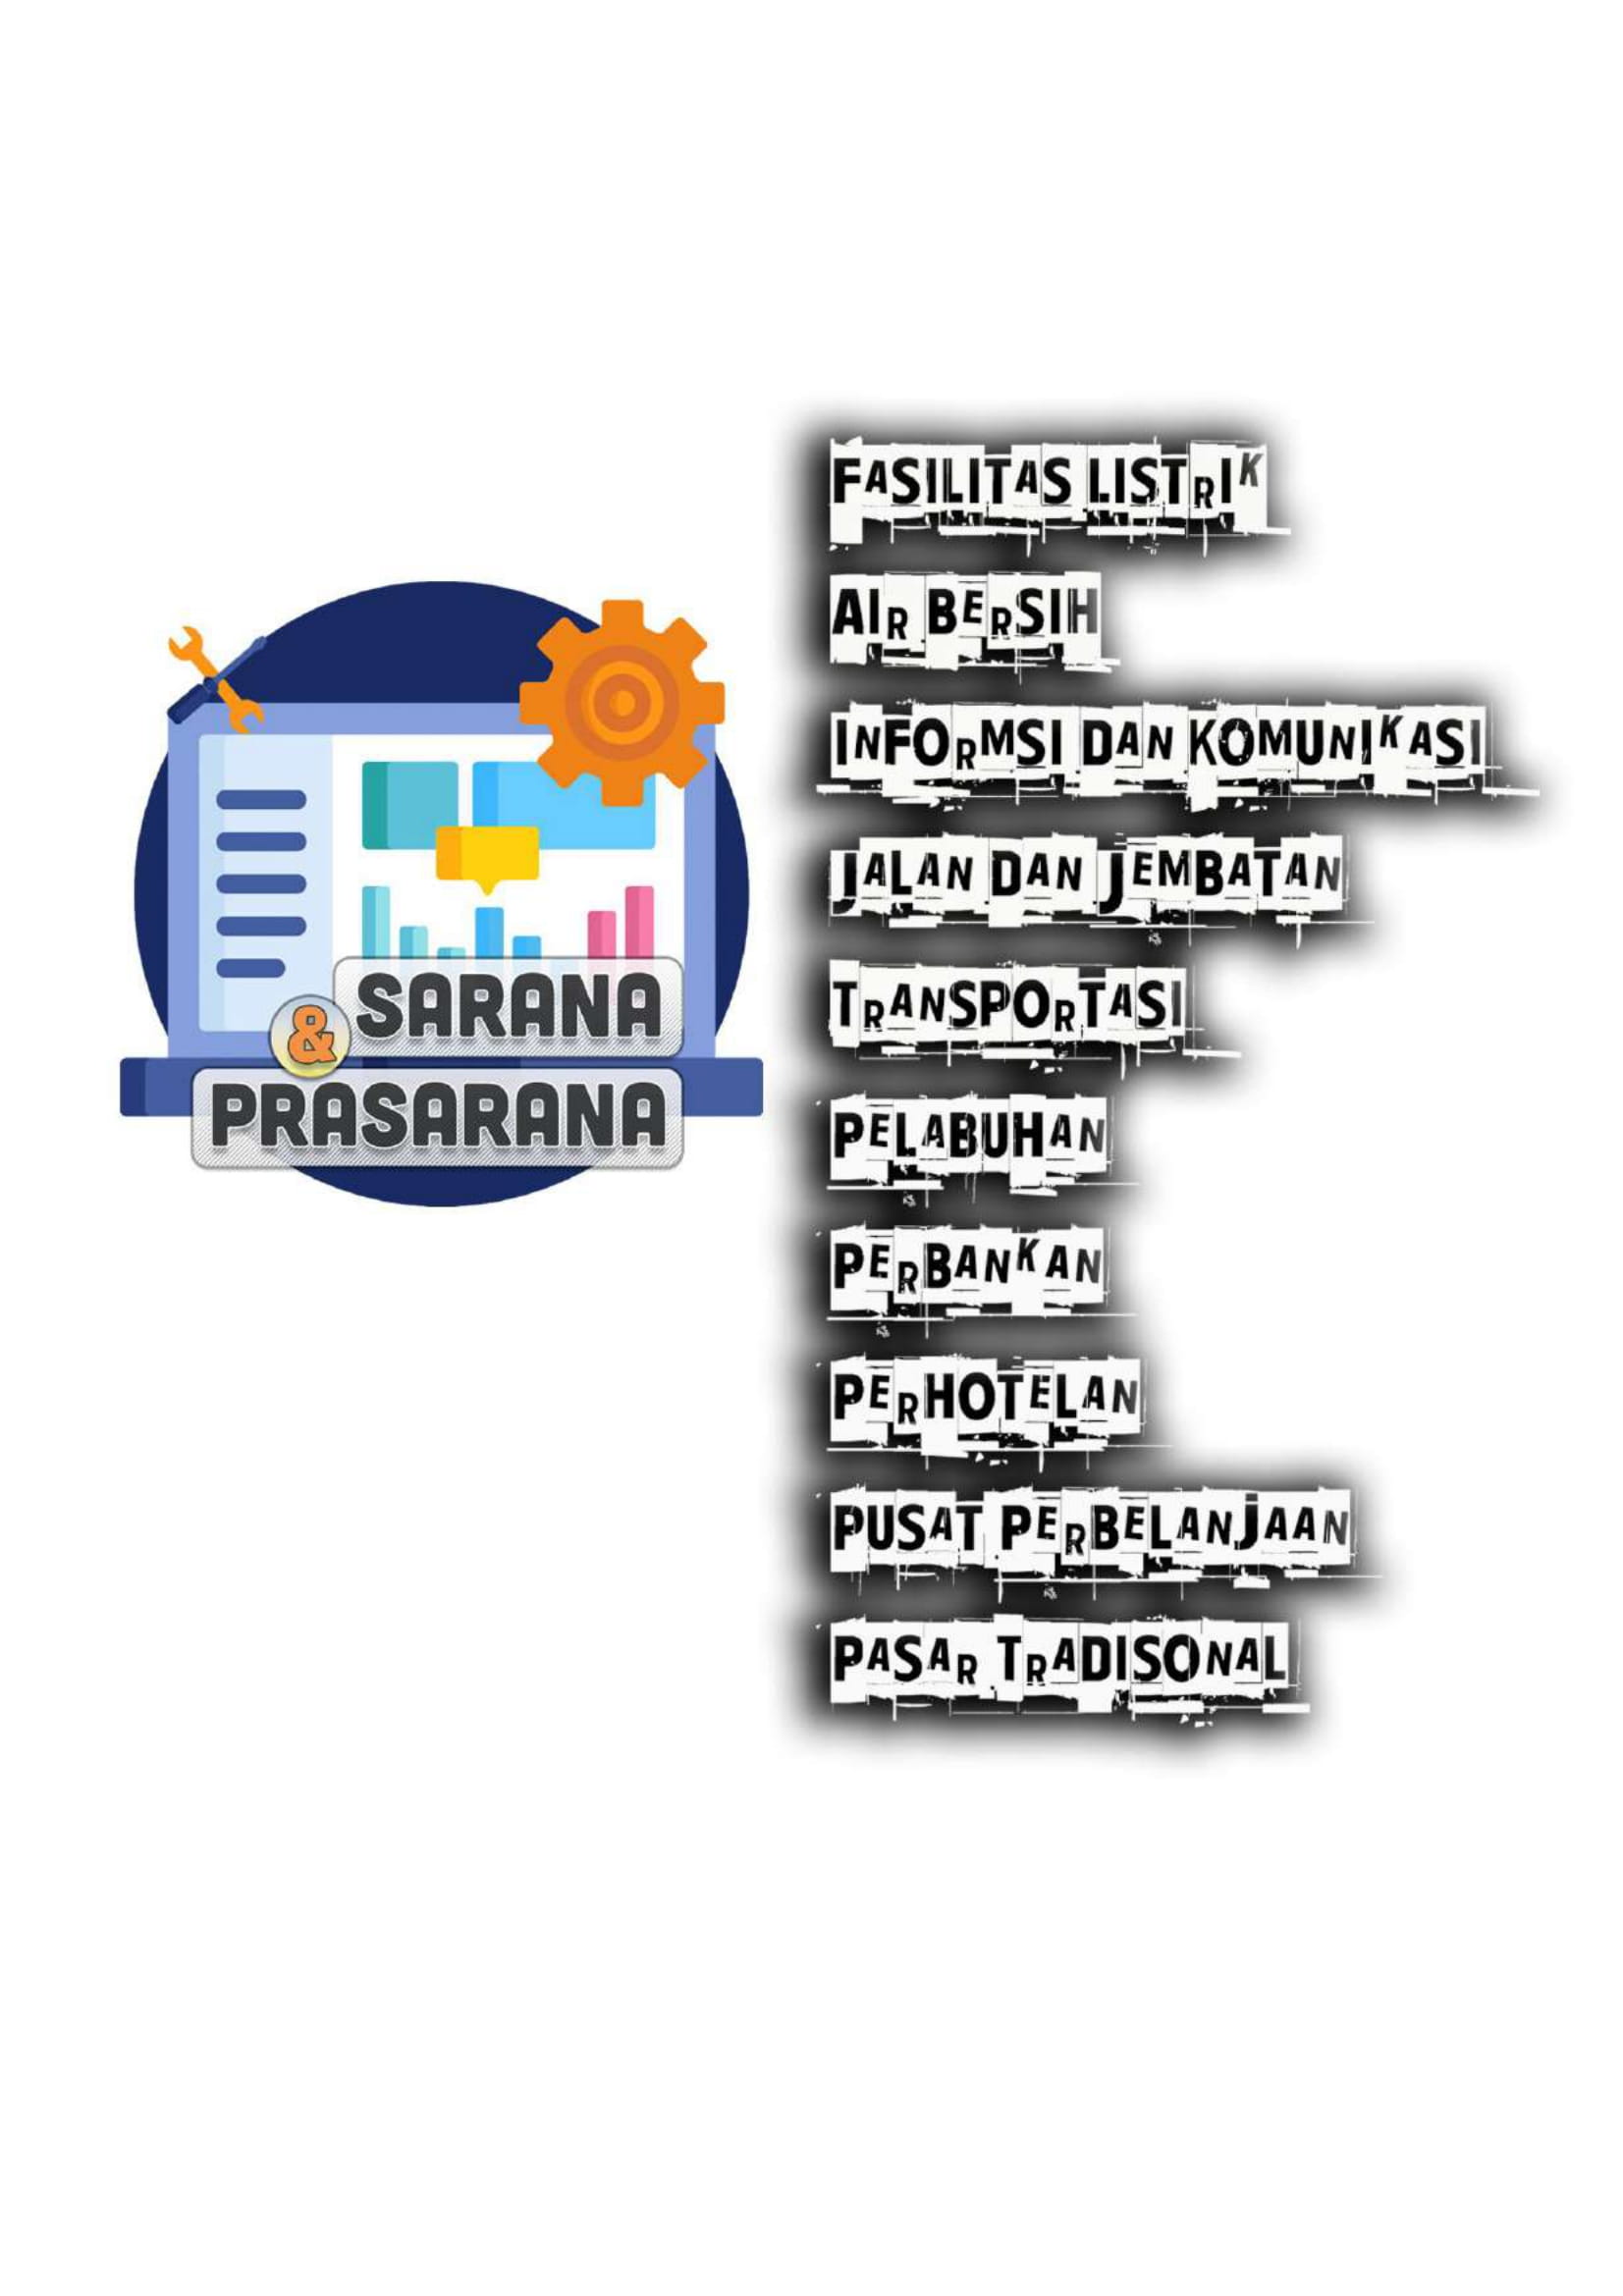 SARANA
&
PRASARANA
FASILITAS LISTRIK
AIR BERSIH
INFORMSI DAN KOMUNIKASI
JALAN DAN JEMBATAN
TRANSPORTASI
PELABUHAN
PERBANKAN
PERHOTELAN
PUSAT PERBELANJAAN
PASAR TRADISONAL